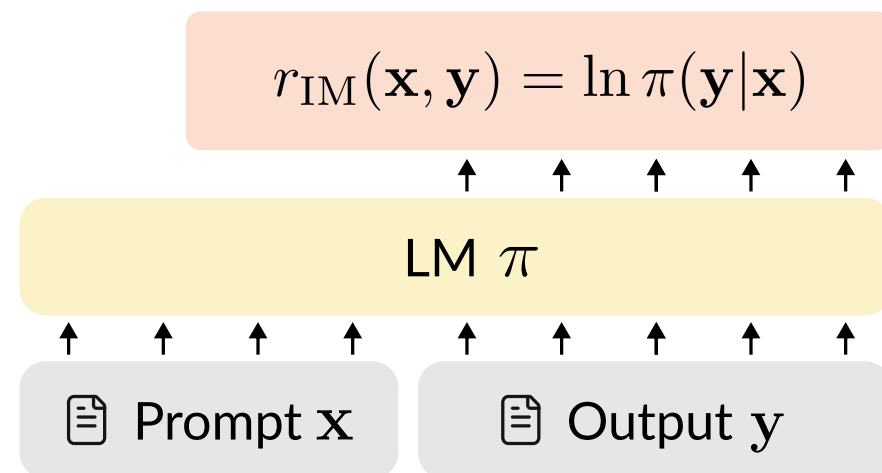 r_IM(x, y) = ln π(y|x)
LM π
Prompt x
Output y